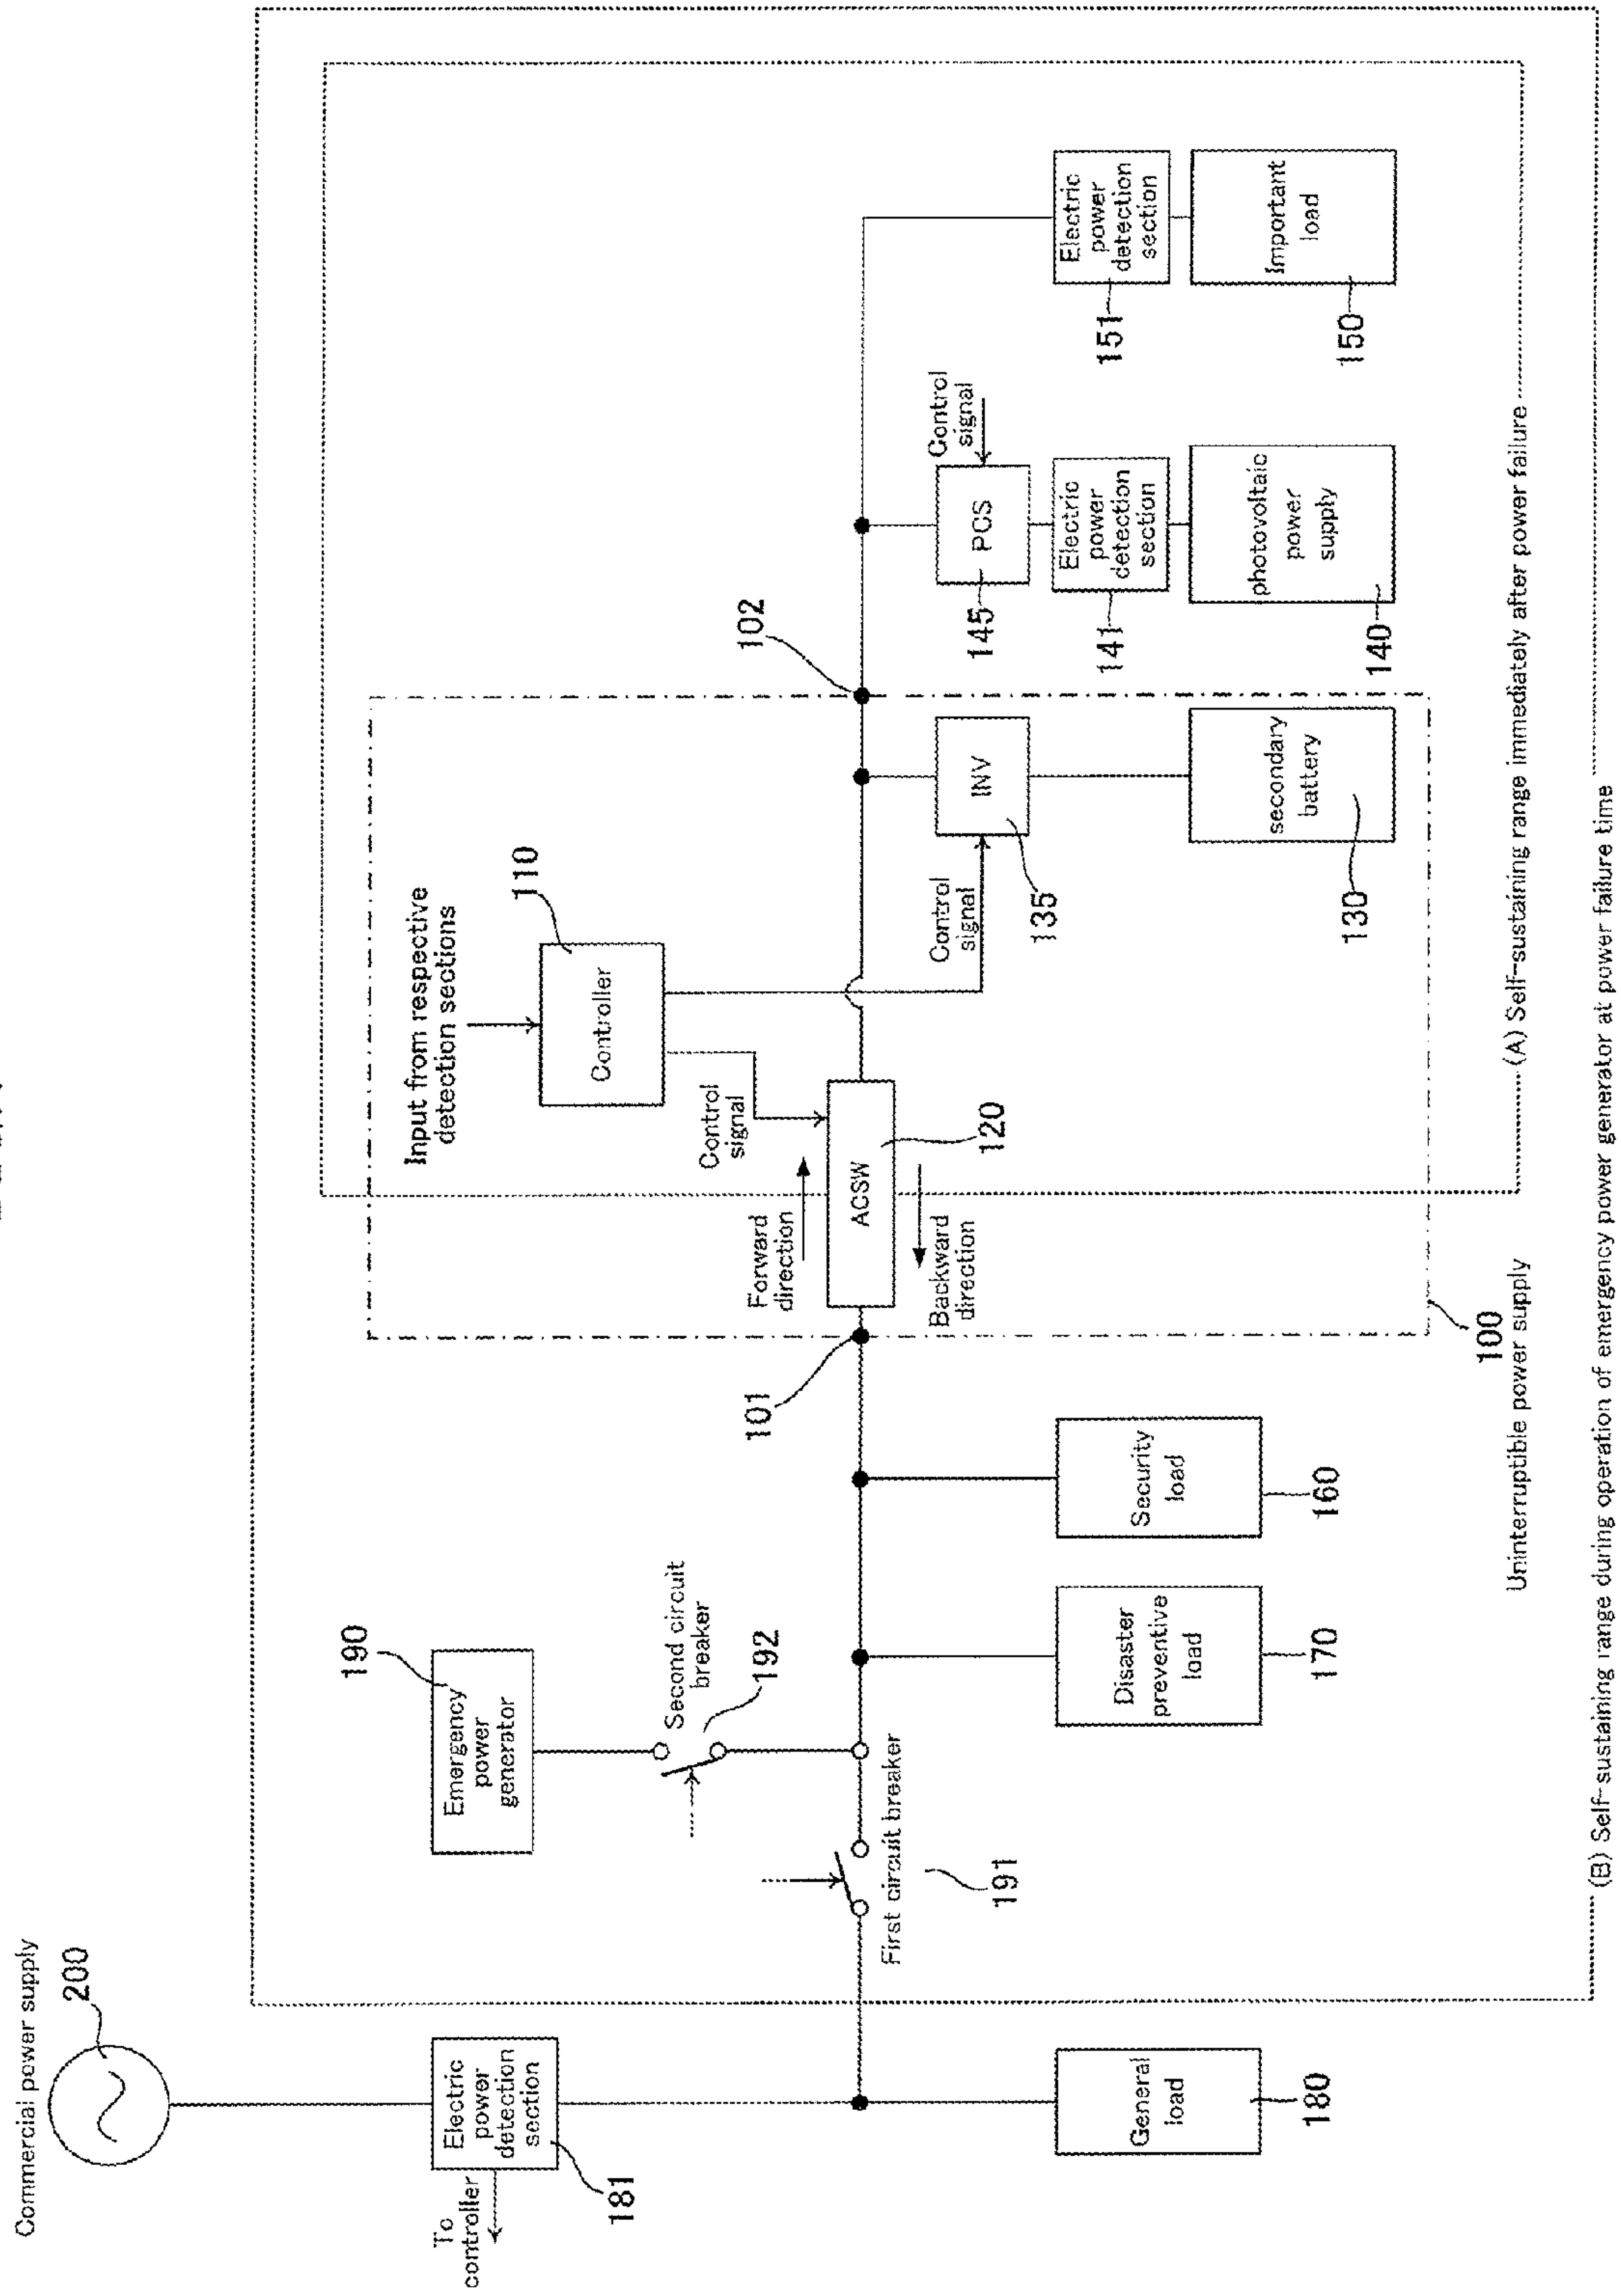 Commercial power supply
200
To
controller
Electric
power
detection
section
181
General
load
180
190
Emergency
power
generator
Second circuit
breaker
192
First circuit breaker
191
Disaster
preventive
load
170
Security
load
160
101
Forward
direction
Backward
direction
ACSW
120
Input from respective
detection sections
110
Controller
Control
signal
Control
signal
INV
135
secondary
battery
130
102
Control
signal
PCS
145
Electric
power
detection
section
141
photovoltaic
power
supply
140
Electric
power
detection
section
151
Important
load
150
100
Uninterruptible power supply
(A) Self-sustaining range immediately after power failure
(B) Self-sustaining range during operation of emergency power generator at power failure time